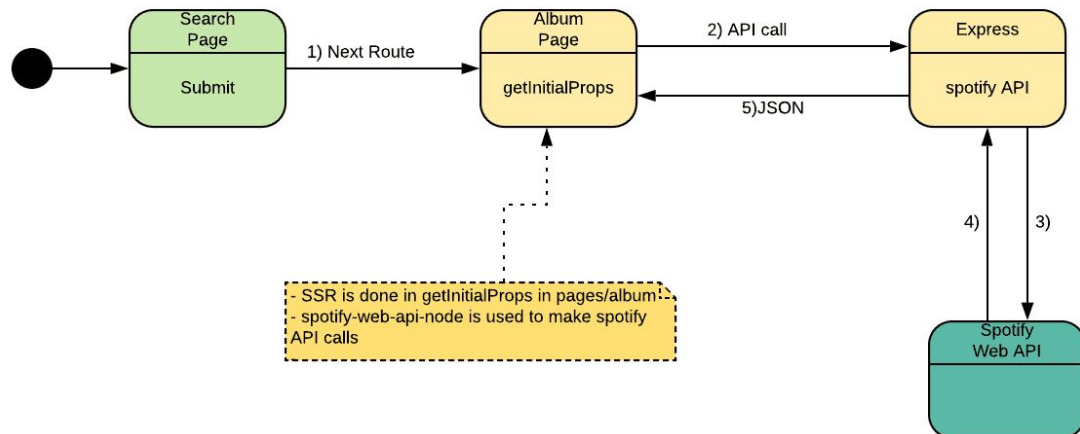 Search
Page
Submit
1) Next Route
Album
Page
getInitialProps
2) API call
5)JSON
Express
spotify API
4)
3)
- SSR is done in getInitialProps in pages/album
- spotify-web-api-node is used to make spotify
API calls
Spotify
Web API